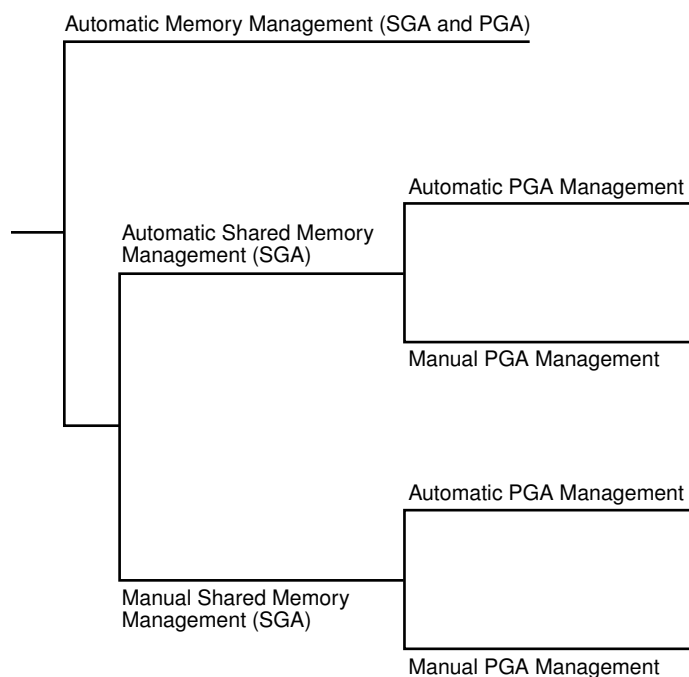 Automatic Memory Management (SGA and PGA)
Automatic PGA Management
Automatic Shared Memory
Management (SGA)
Manual PGA Management
Automatic PGA Management
Manual Shared Memory
Management (SGA)
Manual PGA Management